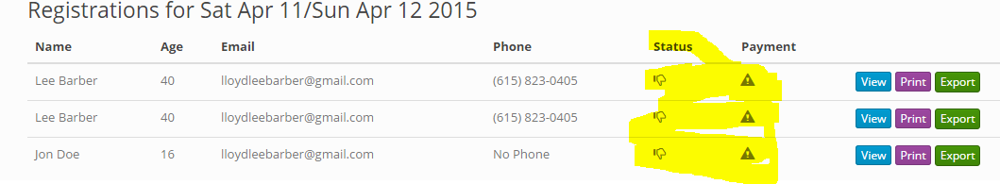 Registrations for Sat Apr 11/Sun Apr 12 2015
Name Age Email Phone Status Payment
Lee Barber 40 lloydleebarber@gmail.com (615) 823-0405 View Print Export
Lee Barber 40 lloydleebarber@gmail.com (615) 823-0405 View Print Export
Jon Doe 16 lloydleebarber@gmail.com No Phone View Print Export